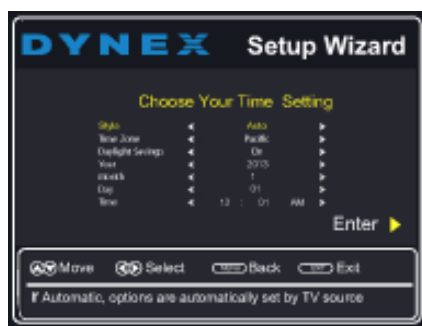 DYNEX Setup Wizard
Choose Your Time Setting
Style Auto
Time Zone Pacific
Daylight Savings On
Year 2013
Month 1
Day 01
Time 12 : 01 AM
Enter
Move Select MENU Back EXIT Exit
If Automatic, options are automatically set by TV source